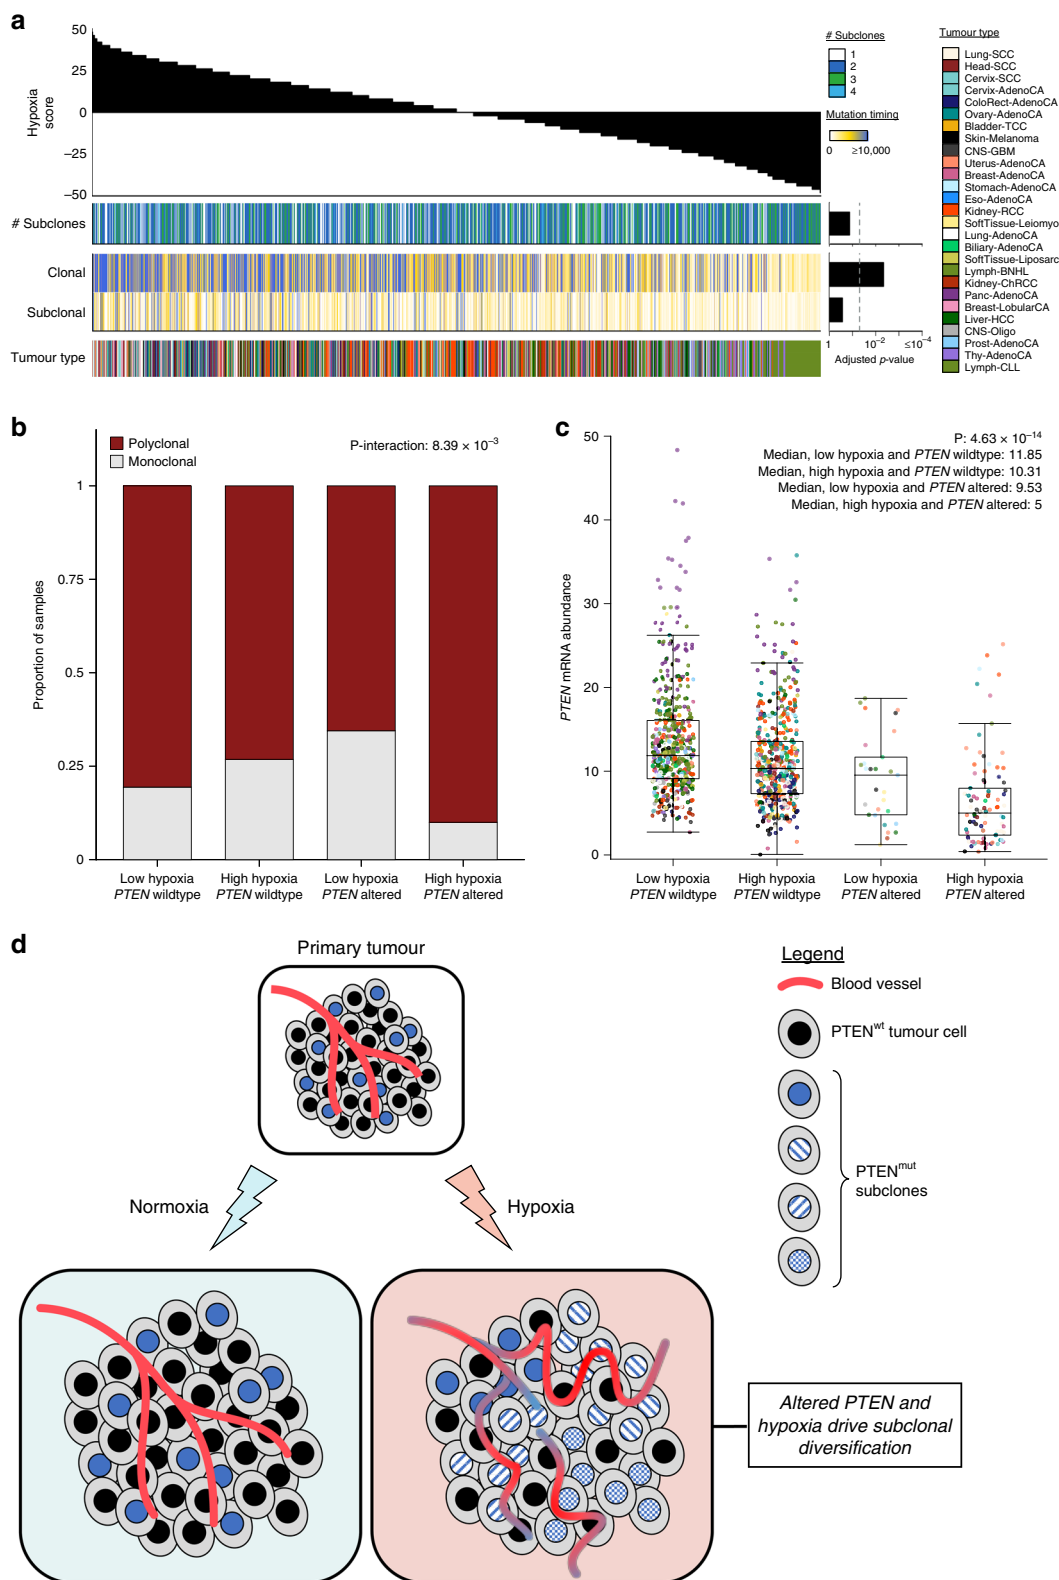 a
50
25
0
−25
−50
Hypoxia
score
# Subclones
Clonal
Subclonal
Tumour type
# Subclones
1
2
3
4
Mutation timing
0
≥10,000
1
10⁻²
≤10⁻⁴
Adjusted p-value
Tumour type
Lung-SCC
Head-SCC
Cervix-SCC
Cervix-AdenoCA
ColoRect-AdenoCA
Ovary-AdenoCA
Bladder-TCC
Skin-Melanoma
CNS-GBM
Uterus-AdenoCA
Breast-AdenoCA
Stomach-AdenoCA
Eso-AdenoCA
Kidney-RCC
SoftTissue-Leiomyo
Lung-AdenoCA
Biliary-AdenoCA
SoftTissue-Liposarc
Lymph-BNHL
Kidney-ChRCC
Panc-AdenoCA
Breast-LobularCA
Liver-HCC
CNS-Oligo
Prost-AdenoCA
Thy-AdenoCA
Lymph-CLL
b
Polyclonal
Monoclonal
P-interaction: 8.39 × 10⁻³
1
0.75
0.5
0.25
0
Proportion of samples
Low hypoxia
PTEN wildtype
High hypoxia
PTEN wildtype
Low hypoxia
PTEN altered
High hypoxia
PTEN altered
c
P: 4.63 × 10⁻¹⁴
Median, low hypoxia and PTEN wildtype: 11.85
Median, high hypoxia and PTEN wildtype: 10.31
Median, low hypoxia and PTEN altered: 9.53
Median, high hypoxia and PTEN altered: 5
50
40
30
20
10
0
PTEN mRNA abundance
Low hypoxia
PTEN wildtype
High hypoxia
PTEN wildtype
Low hypoxia
PTEN altered
High hypoxia
PTEN altered
d
Primary tumour
Normoxia
Hypoxia
Legend
Blood vessel
PTENʷᵗ tumour cell
PTENᵐᵘᵗ
subclones
Altered PTEN and
hypoxia drive subclonal
diversification